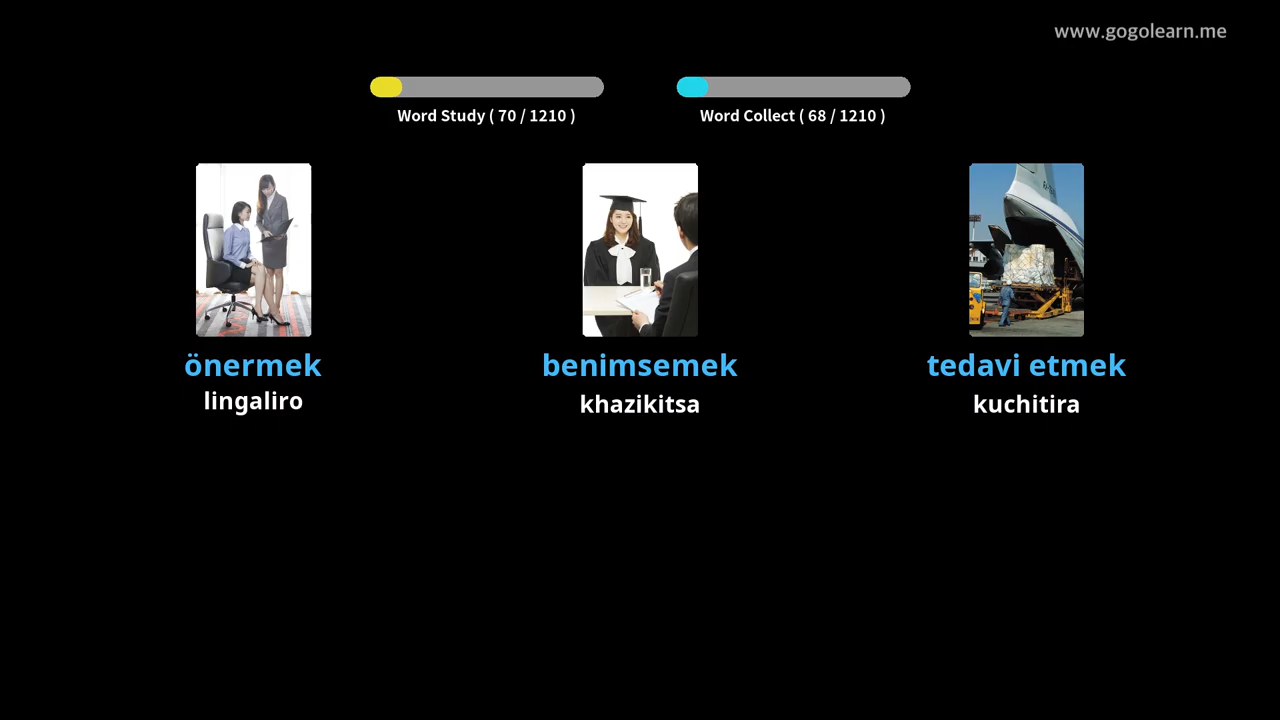 www.gogolearn.me
Word Study ( 70 / 1210 )
Word Collect ( 68 / 1210 )
önermek
benimsemek
tedavi etmek
lingaliro
khazikitsa
kuchitira